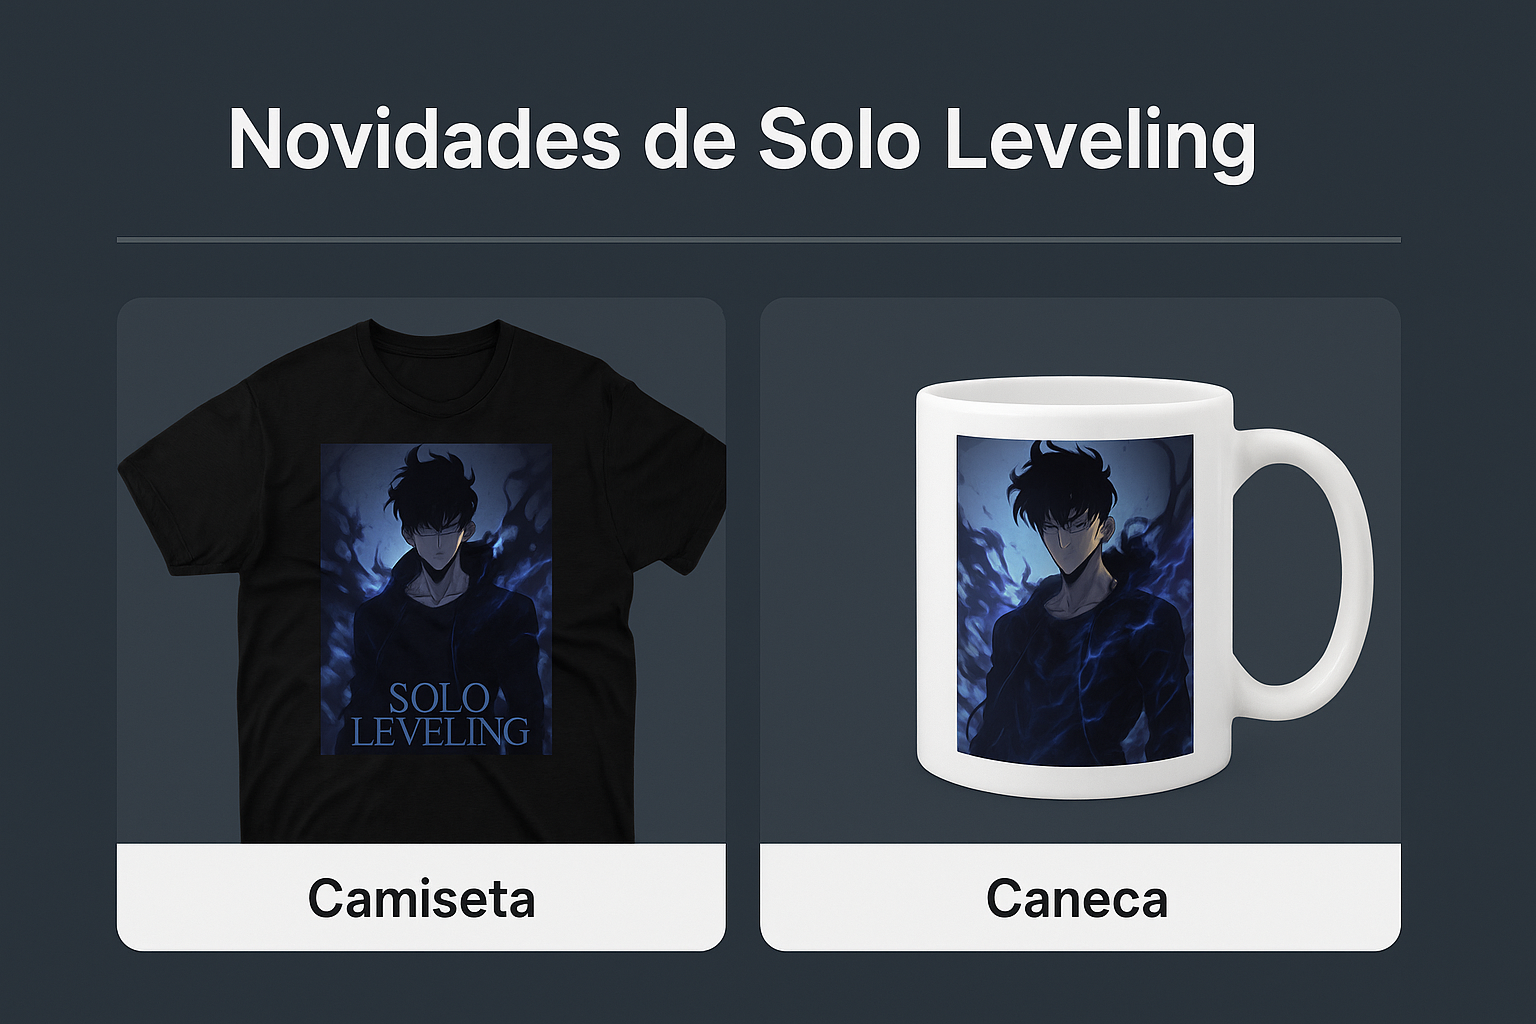 Novidades de Solo Leveling
SOLO
LEVELING
Camiseta
Caneca